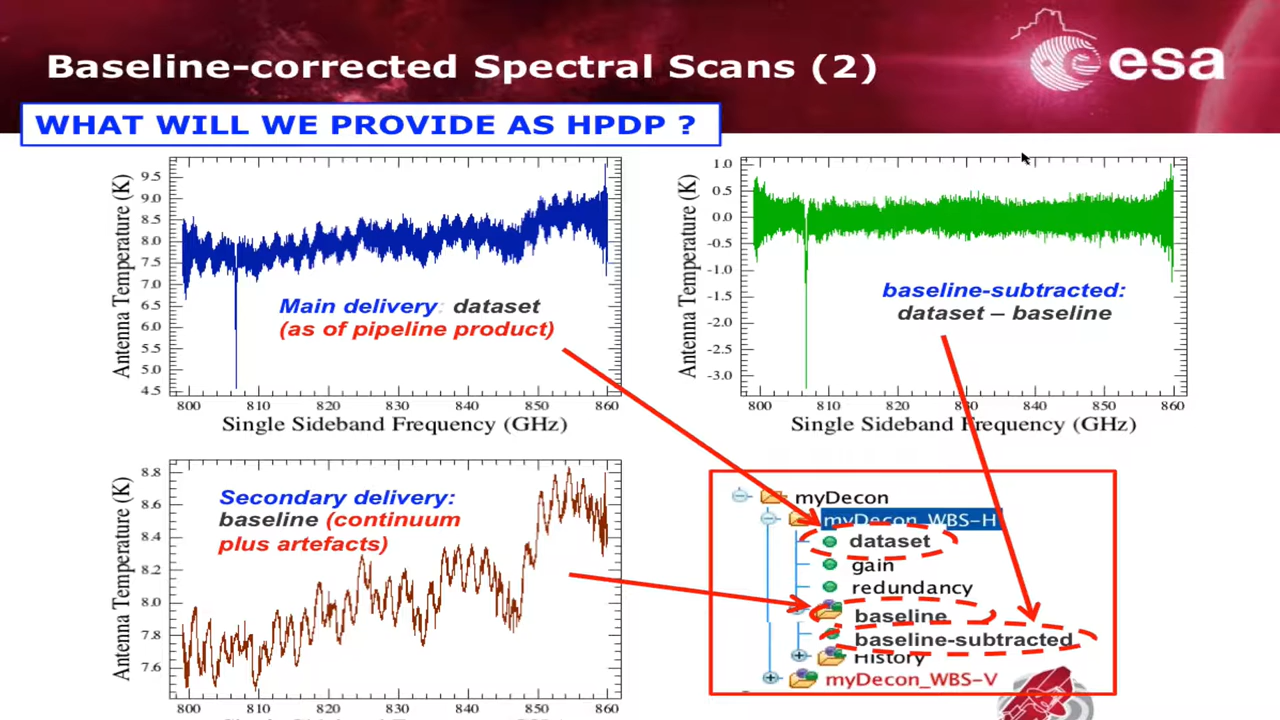 Baseline-corrected Spectral Scans (2)
esa
WHAT WILL WE PROVIDE AS HPDP ?
Antenna Temperature (K)
9.5
9.0
8.5
8.0
7.5
7.0
6.5
6.0
5.5
5.0
4.5
Main delivery: dataset
(as of pipeline product)
800 810 820 830 840 850 860
Single Sideband Frequency (GHz)
Antenna Temperature (K)
1.0
0.5
0.0
-0.5
-1.0
-1.5
-2.0
-2.5
-3.0
baseline-subtracted:
dataset – baseline
800 810 820 830 840 850 860
Single Sideband Frequency (GHz)
Antenna Temperature (K)
8.8
8.6
8.4
8.2
8.0
7.8
7.6
Secondary delivery:
baseline (continuum
plus artefacts)
800 810 820 830 840 850 860
myDecon
myDecon_WBS-H
dataset
gain
redundancy
baseline
baseline-subtracted
History
myDecon_WBS-V